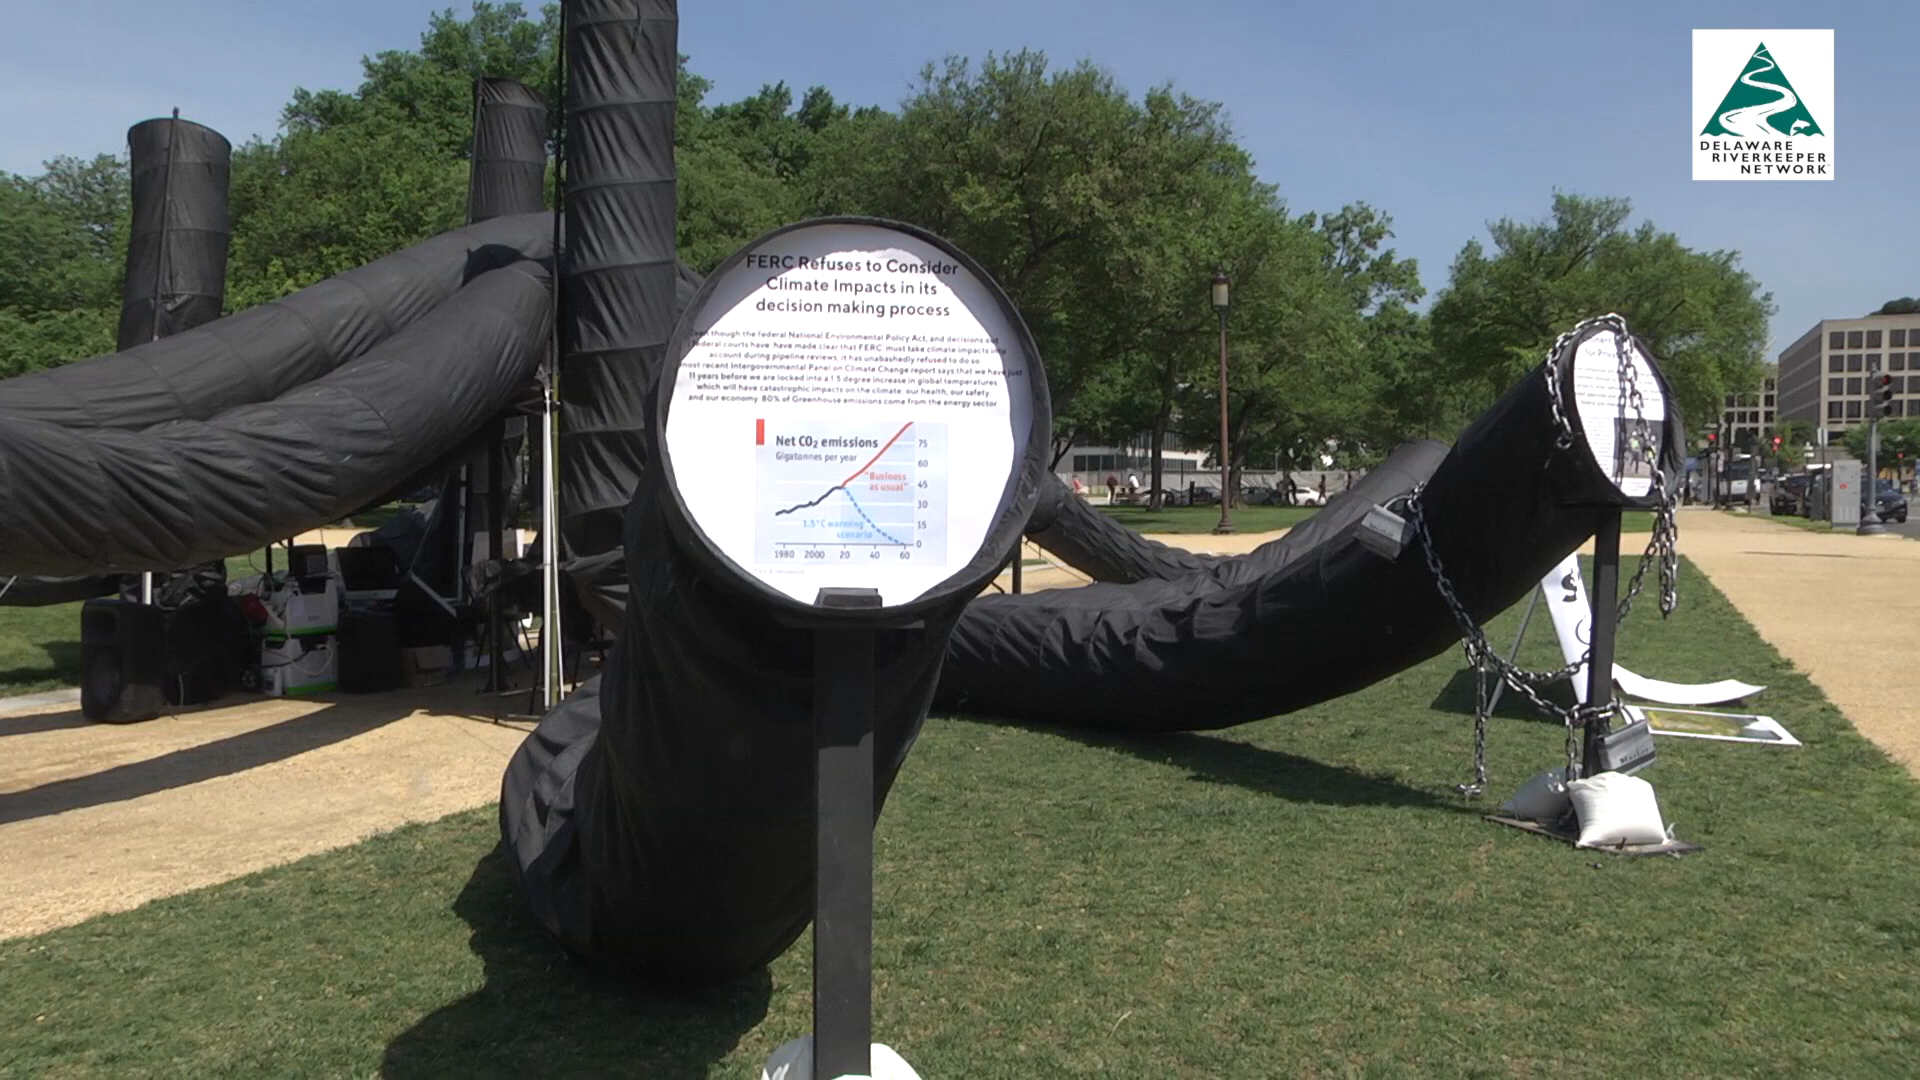 DELAWARE
RIVERKEEPER
NETWORK
FERC Refuses to Consider
Climate Impacts in its
decision making process
though the federal National Environmental Policy Act, and decisions out
federal courts have have made clear that FERC must take climate impacts into
account during pipeline reviews, it has unabashedly refused to do so.
most recent Intergovernmental Panel on Climate Change report says that we have just
11 years before we are locked into a 1.5 degree increase in global temperatures
which will have catastrophic impacts on the climate, our health, our safety
and our economy. 80% of Greenhouse emissions come from the energy sector
Net CO₂ emissions
Gigatonnes per year
"Business
as usual"
1.5°C warming
scenario
75
60
45
30
15
0
1980 2000 20 40 60
for